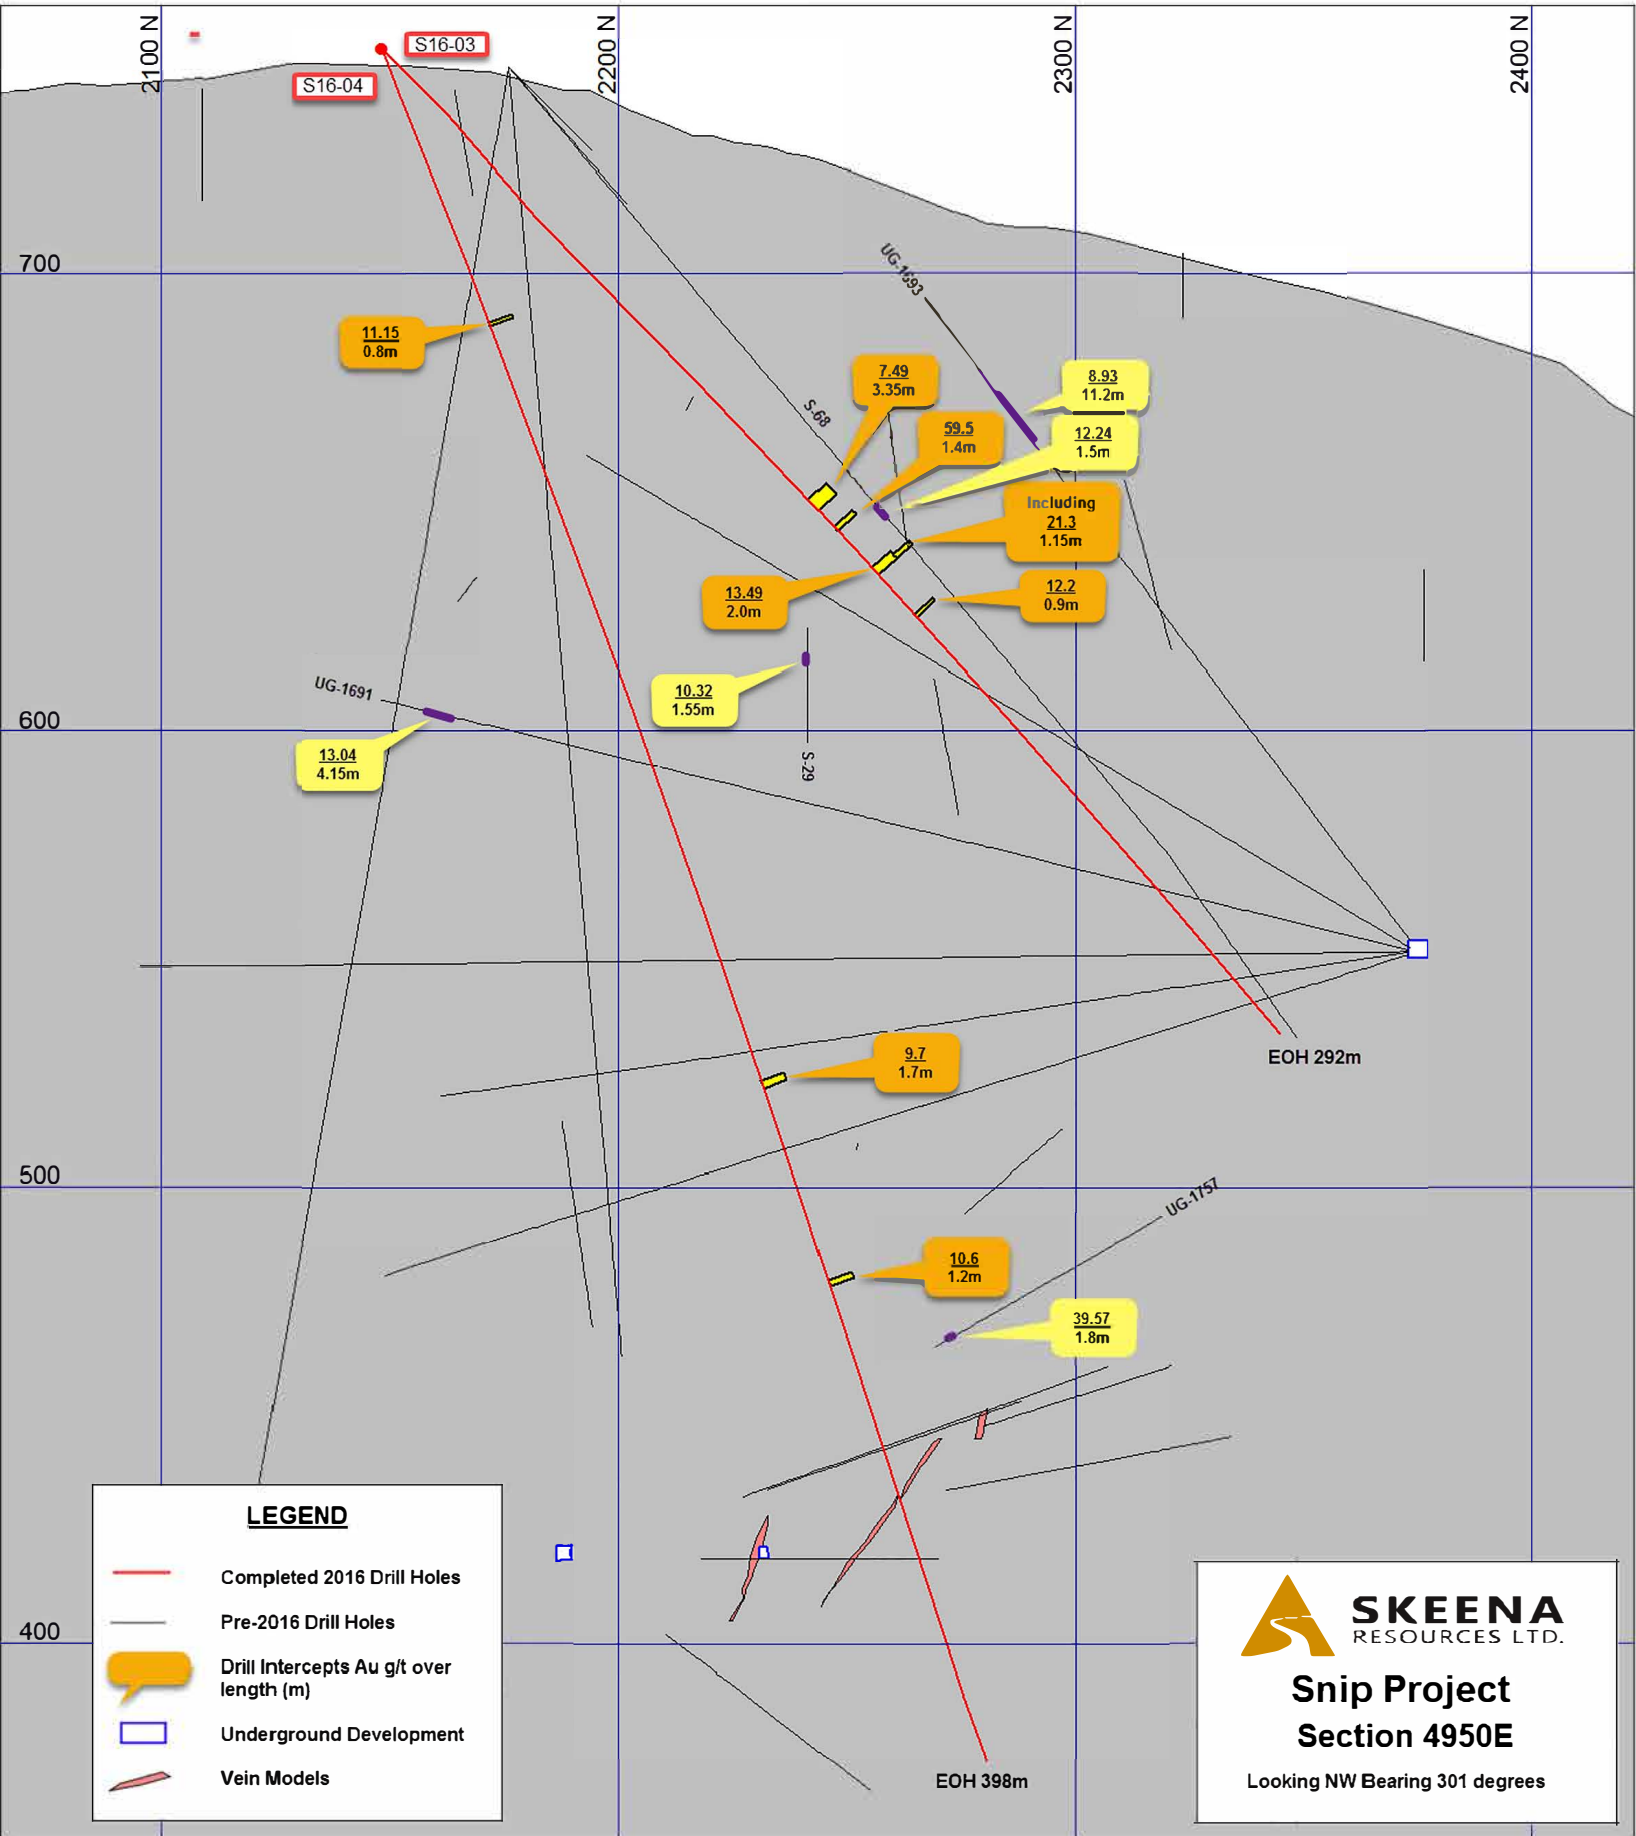 2100 N
2200 N
2300 N
2400 N
S16-03
S16-04
700
UG-1693
11.15
0.8m
7.49
3.35m
8.93
11.2m
S-68
59.5
1.4m
12.24
1.5m
Including
21.3
1.15m
13.49
2.0m
12.2
0.9m
UG-1691
10.32
1.55m
600
13.04
4.15m
S-29
9.7
1.7m
EOH 292m
500
UG-1757
10.6
1.2m
39.57
1.8m
400
EOH 398m
LEGEND
Completed 2016 Drill Holes
Pre-2016 Drill Holes
Drill Intercepts Au g/t over
length (m)
Underground Development
Vein Models
SKEENA
RESOURCES LTD.
Snip Project
Section 4950E
Looking NW Bearing 301 degrees